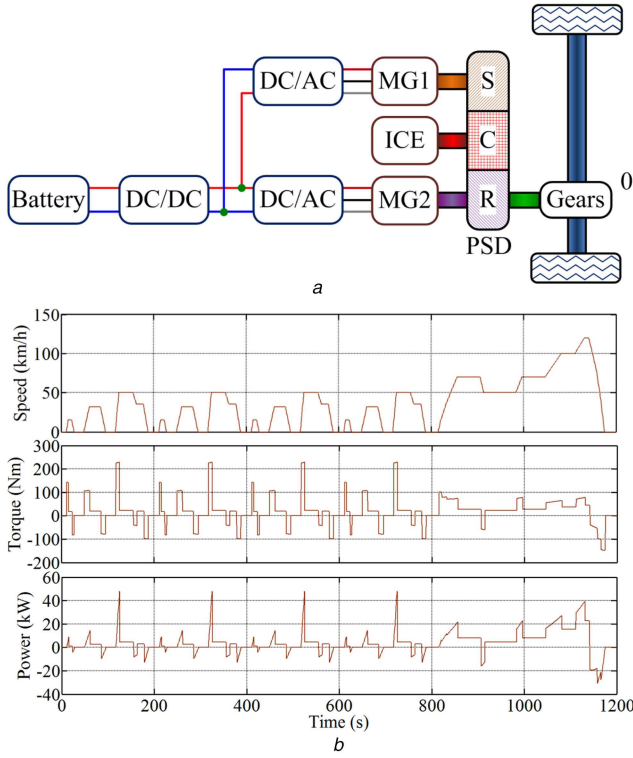 DC/AC MG1 S
ICE C
Battery DC/DC DC/AC MG2 R Gears 0
PSD
a
150
100
50
0
Speed (km/h)
300
200
100
0
-100
-200
Torque (Nm)
60
40
20
0
-20
-40
Power (kW)
0 200 400 600 800 1000 1200
Time (s)
b